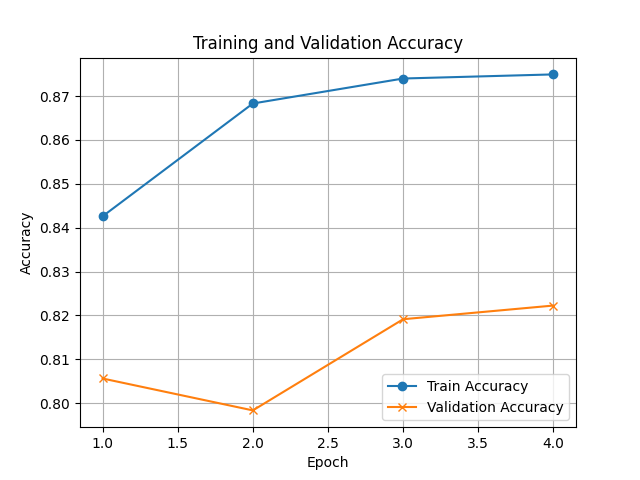 Training and Validation Accuracy
Accuracy
0.87
0.86
0.85
0.84
0.83
0.82
0.81
0.80
Train Accuracy
Validation Accuracy
1.0 1.5 2.0 2.5 3.0 3.5 4.0
Epoch